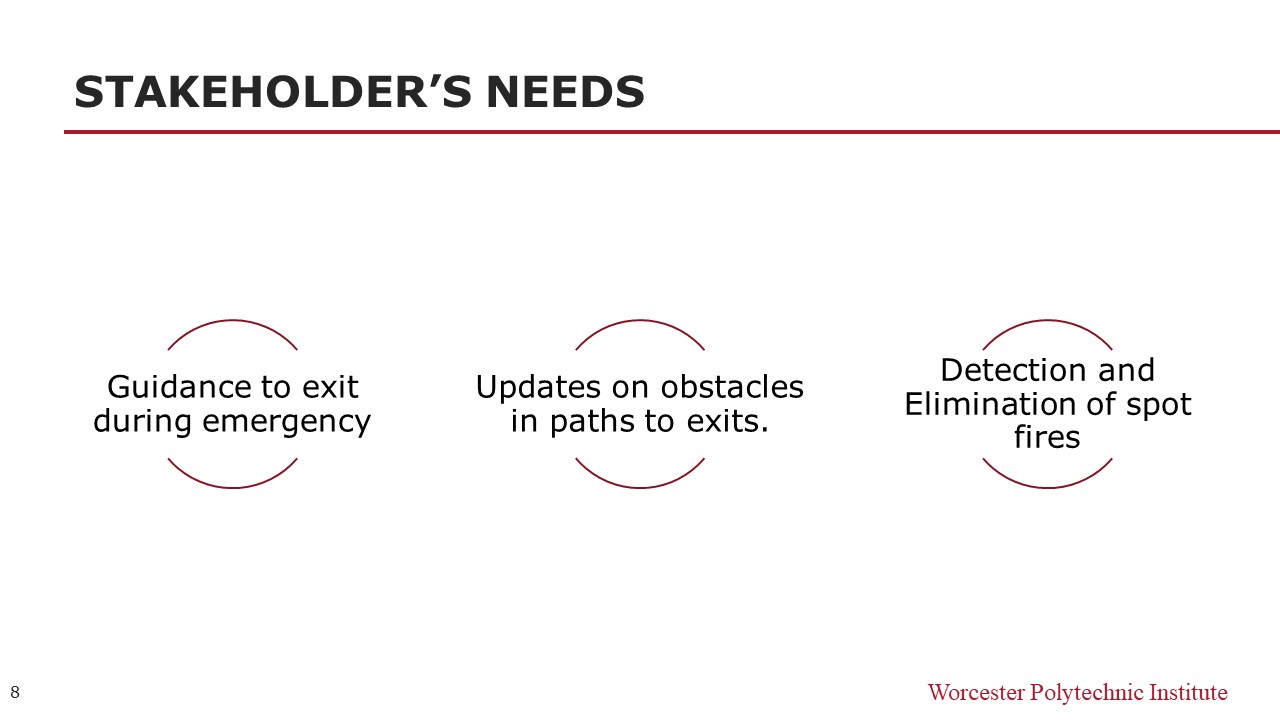 STAKEHOLDER’S NEEDS
Guidance to exit
during emergency
Updates on obstacles
in paths to exits.
Detection and
Elimination of spot
fires
8
Worcester Polytechnic Institute